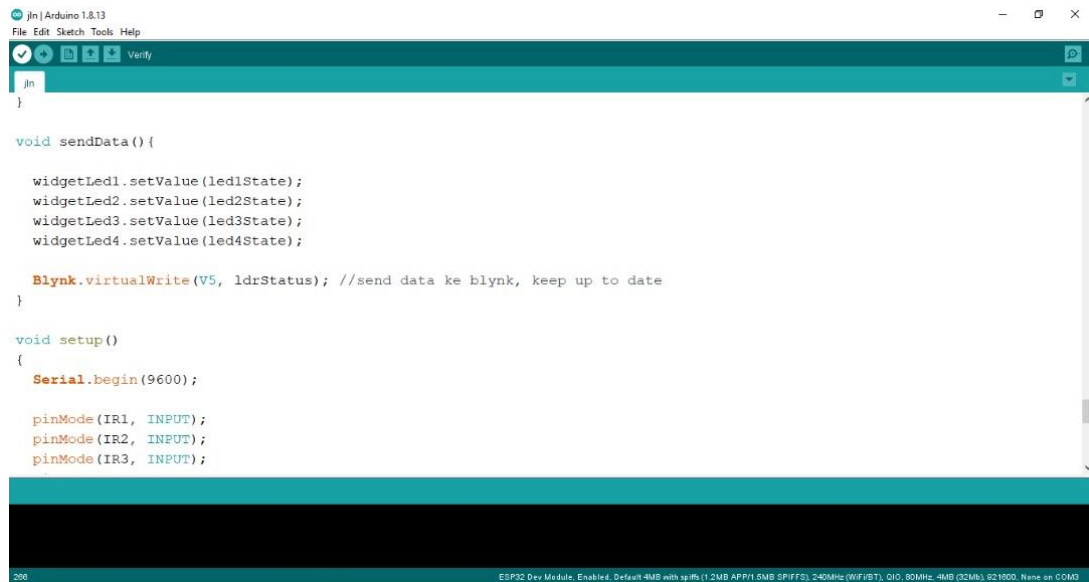 jln | Arduino 1.8.13
File Edit Sketch Tools Help
Verify
jln
}
void sendData(){
widgetLed1.setValue(led1State);
widgetLed2.setValue(led2State);
widgetLed3.setValue(led3State);
widgetLed4.setValue(led4State);
Blynk.virtualWrite(V5, ldrStatus); //send data ke blynk, keep up to date
}
void setup()
{
Serial.begin(9600);
pinMode(IR1, INPUT);
pinMode(IR2, INPUT);
pinMode(IR3, INPUT);
266 ESP32 Dev Module, Enabled, Default 4MB with spiffs (1.2MB APP/1.5MB SPIFFS), 240MHz (WiFi/BT), QIO, 80MHz, 4MB (32Mb), 921600, None on COM3